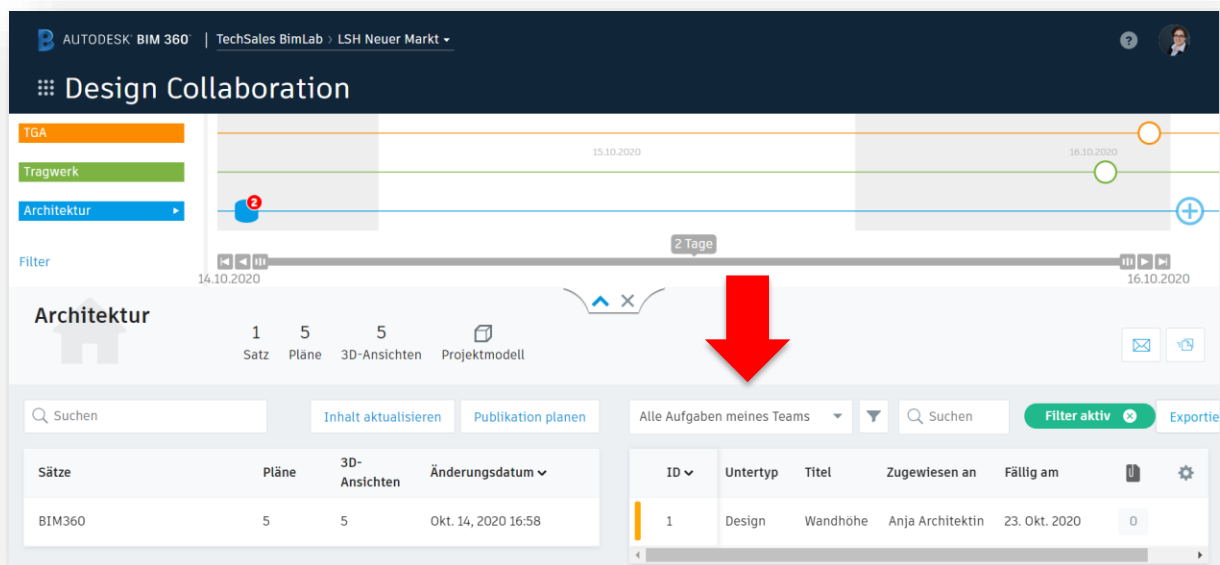 AUTODESK® BIM 360™ | TechSales BimLab > LSH Neuer Markt
Design Collaboration
TGA
15.10.2020
16.10.2020
Tragwerk
2
Architektur
2 Tage
Filter
14.10.2020
16.10.2020
Architektur
1 5 5
Satz Pläne 3D-Ansichten Projektmodell
Suchen
Inhalt aktualisieren
Publikation planen
Alle Aufgaben meines Teams
Suchen
Filter aktiv
Exportie
Sätze Pläne 3D-Ansichten Änderungsdatum
BIM360 5 5 Okt. 14, 2020 16:58
ID Untertyp Titel Zugewiesen an Fällig am
1 Design Wandhöhe Anja Architektin 23. Okt. 2020 0